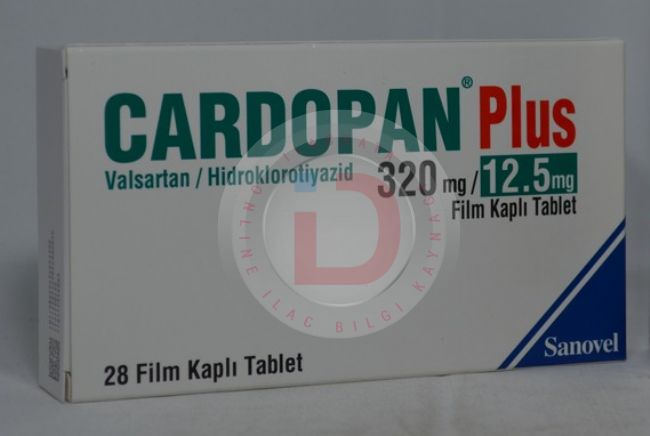 CARDOPAN® Plus
Valsartan / Hidroklorotiyazid 320 mg / 12.5 mg
Film Kaplı Tablet
28 Film Kaplı Tablet
Sanovel
ONLINE İLAÇ BİLGİ KAYNAĞI